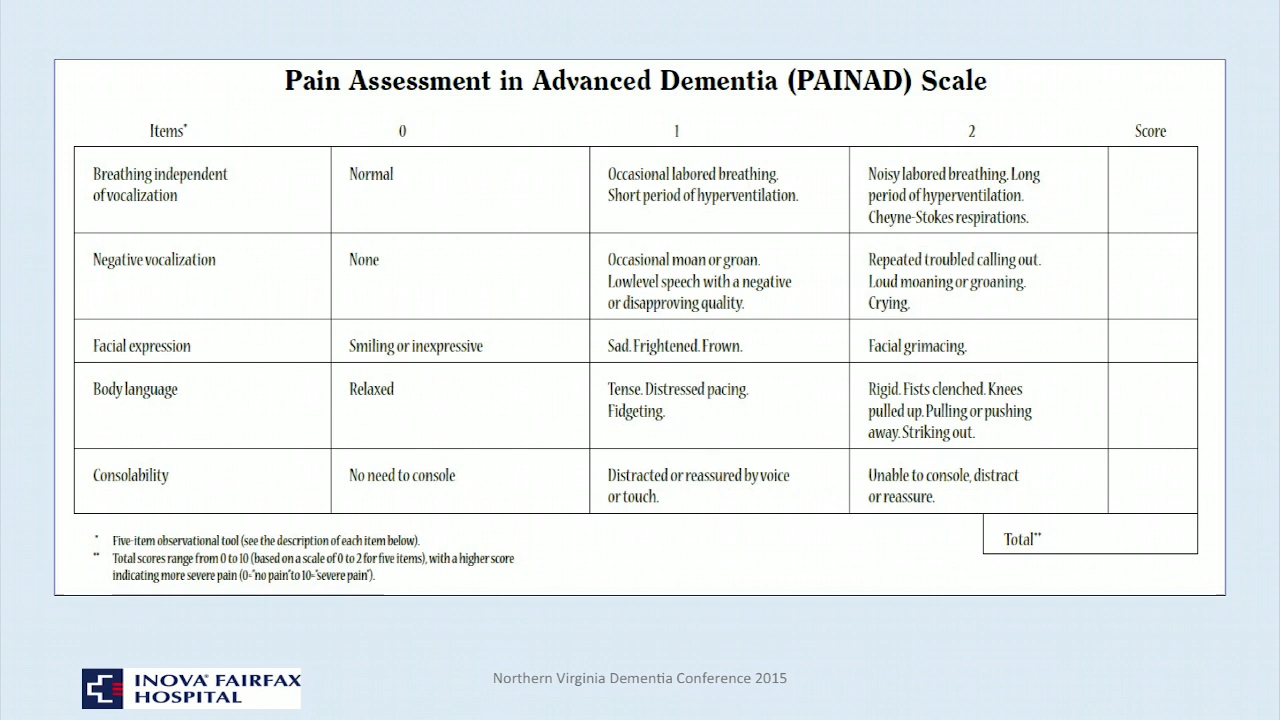 Pain Assessment in Advanced Dementia (PAINAD) Scale
Items* 0 1 2 Score
Breathing independent
of vocalization
Normal
Occasional labored breathing.
Short period of hyperventilation.
Noisy labored breathing. Long
period of hyperventilation.
Cheyne-Stokes respirations.
Negative vocalization
None
Occasional moan or groan.
Lowlevel speech with a negative
or disapproving quality.
Repeated troubled calling out.
Loud moaning or groaning.
Crying.
Facial expression
Smiling or inexpressive
Sad. Frightened. Frown.
Facial grimacing.
Body language
Relaxed
Tense. Distressed pacing.
Fidgeting.
Rigid. Fists clenched. Knees
pulled up. Pulling or pushing
away. Striking out.
Consolability
No need to console
Distracted or reassured by voice
or touch.
Unable to console, distract
or reassure.
Total**
* Five-item observational tool (see the description of each item below).
** Total scores range from 0 to 10 (based on a scale of 0 to 2 for five items), with a higher score
indicating more severe pain (0="no pain"to 10="severe pain").
INOVA® FAIRFAX
HOSPITAL
Northern Virginia Dementia Conference 2015